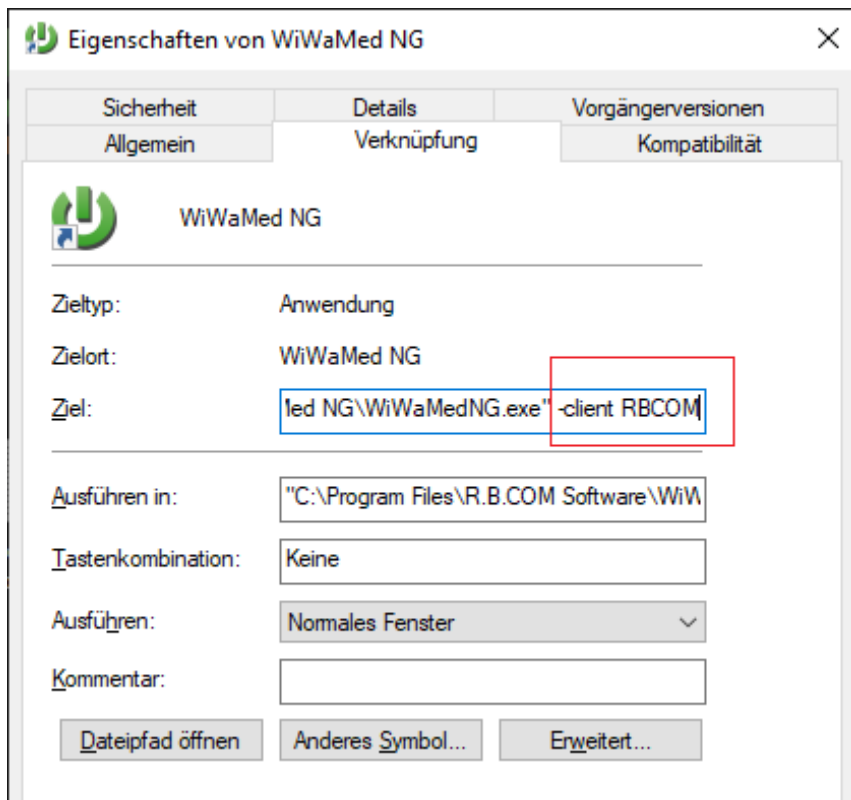 Eigenschaften von WiWaMed NG
Sicherheit Details Vorgängerversionen
Allgemein Verknüpfung Kompatibilität
WiWaMed NG
Zieltyp: Anwendung
Zielort: WiWaMed NG
Ziel: NG\WiWaMedNG.exe" -client RBCOM
Ausführen in: "C:\Program Files\R.B.COM Software\WiW
Tastenkombination: Keine
Ausführen: Normales Fenster
Kommentar:
Dateipfad öffnen Anderes Symbol... Erweitert...